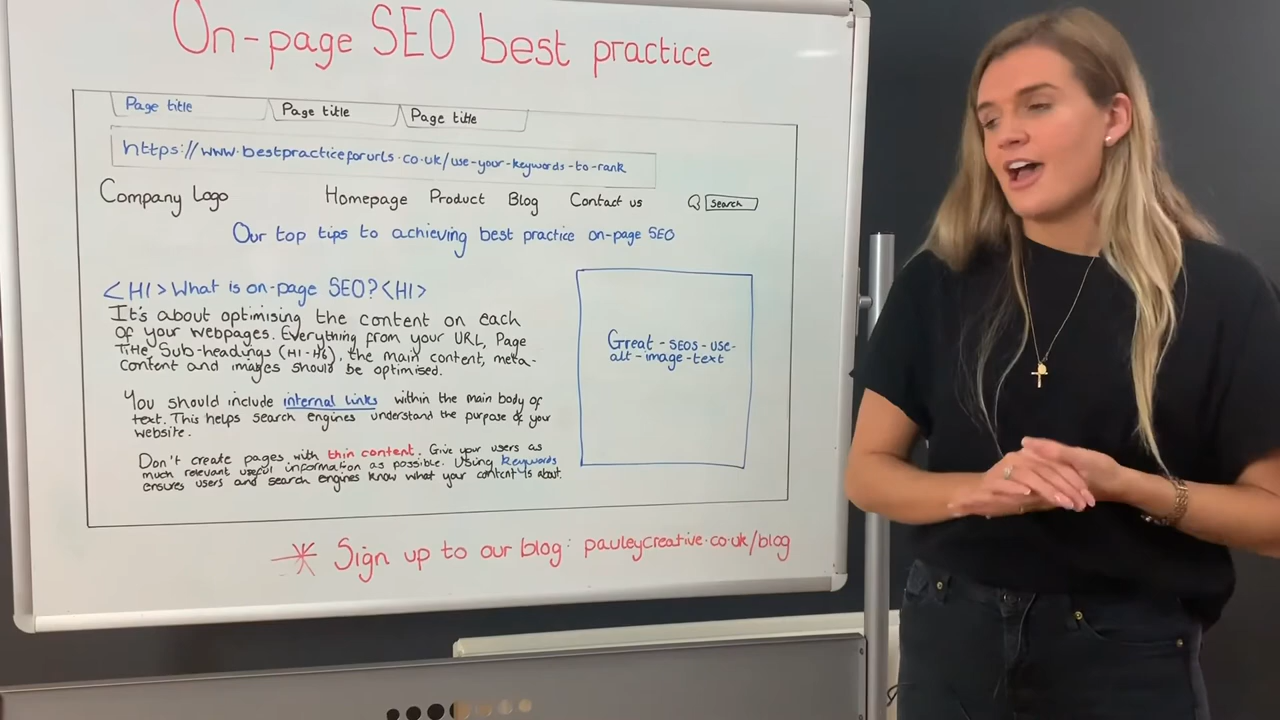 On-page SEO best practice
Page title
Page title
Page title
https://www.bestpracticeforurls.co.uk/use-your-keywords-to-rank
Company Logo
Homepage Product Blog Contact us
Search
Our top tips to achieving best practice on-page SEO
<H1>What is on-page SEO?<H1>
It's about optimising the content on each
of your webpages. Everything from your URL, Page
Title, Sub-headings (H1-H6), the main content, meta-
content and images should be optimised.
You should include internal links within the main body of
text. This helps search engines understand the purpose of your
website.
Don't create pages with thin content. Give your users as
much relevant useful information as possible. Using keywords
ensures users and search engines know what your content is about.
Great-SEOS-use-
alt-image-text
Sign up to our blog: pauleycreative.co.uk/blog